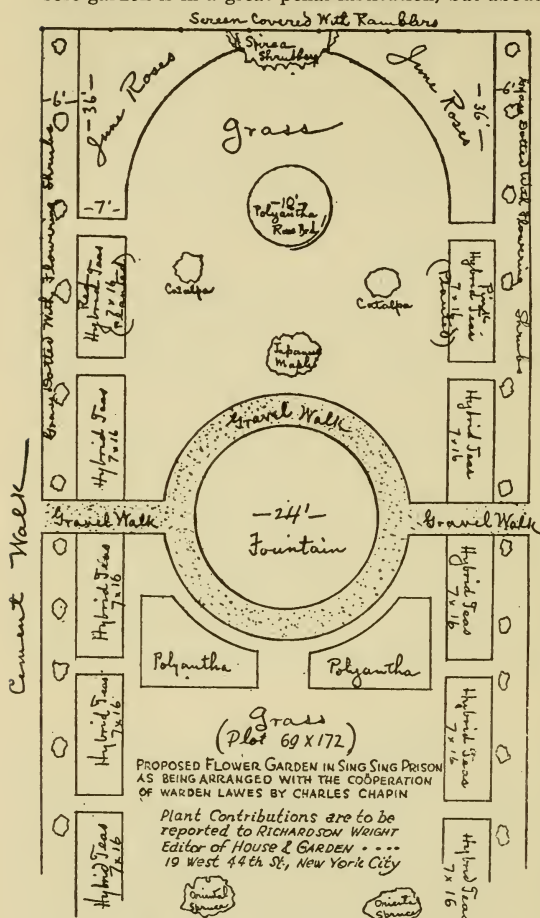 Screen Covered With Ramblers
Spirea
Shrubbery
June Roses
-36'-
6'
-7'-
Grass
June Roses
-36'-
6'
Grass Dotted With Flowering Shrubs
Grass Dotted With Flowering Shrubs
-10'-
Polyantha
Rose Bed
Red
Hybrid Teas
7 x 16
(Planted)
Catalpa
Catalpa
Pink
Hybrid Teas
7 x 16
(Planted)
Japanese
Maple
Hybrid Teas
7 x 16
Gravel Walk
Hybrid Teas
7 x 16
Cement Walk
Gravel Walk
-24'-
Fountain
Gravel Walk
Hybrid Teas
7 x 16
Hybrid Teas
7 x 16
Polyantha
Polyantha
Hybrid Teas
7 x 16
Hybrid Teas
7 x 16
Grass
(Plot 69 x 172)
PROPOSED FLOWER GARDEN IN SING SING PRISON
AS BEING ARRANGED WITH THE COÖPERATION
OF WARDEN LAWES BY CHARLES CHAPIN
Plant Contributions are to be
reported to RICHARDSON WRIGHT
Editor of HOUSE & GARDEN ....
19 West 44th St., New York City
Hybrid Teas
7 x 16
Hybrid Teas
7 x 16
Oriental
Spruce
Oriental
Spruce